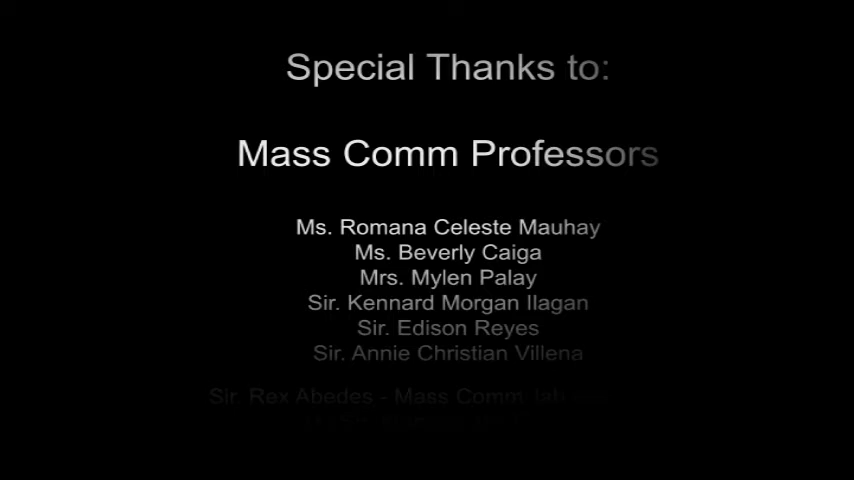 Special Thanks to:
Mass Comm Professors
Ms. Romana Celeste Mauhay
Ms. Beverly Caiga
Mrs. Mylen Palay
Sir. Kennard Morgan Ilagan
Sir. Edison Reyes
Sir. Annie Christian Villena
Sir. Rex Abedes - Mass Comm. lab